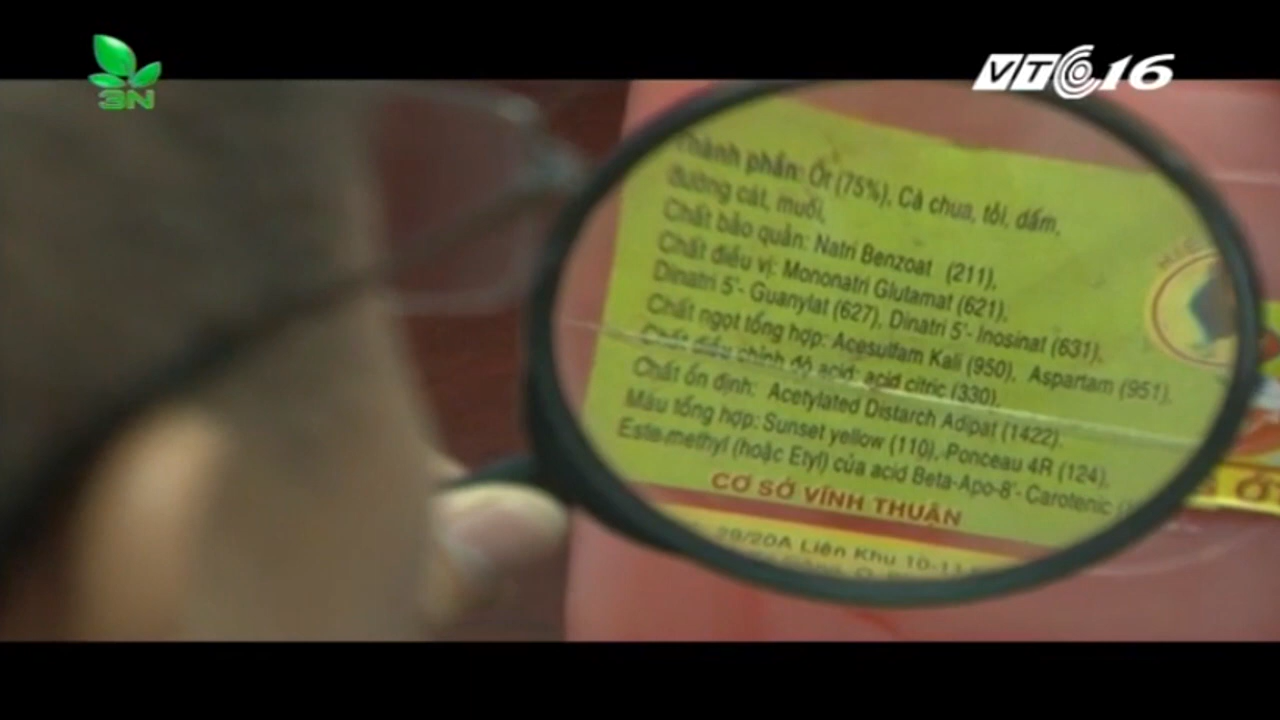 3N
VTC16
Thành phần: Ớt (75%), Cà chua, tỏi, dấm,
đường cát, muối,
Chất bảo quản: Natri Benzoat (211),
Chất điều vị: Mononatri Glutamat (621),
Dinatri 5'- Guanylat (627), Dinatri 5'- Inosinat (631),
Chất ngọt tổng hợp: Acesulfam Kali (950), Aspartam (951),
Chất điều chỉnh độ acid: acid citric (330),
Chất ổn định: Acetylated Distarch Adipat (1422).
Màu tổng hợp: Sunset yellow (110), Ponceau 4R (124),
Este methyl (hoặc Etyl) của acid Beta-Apo-8'- Carotenic
CƠ SỞ VĨNH THUẬN
29/20A Liên Khu 10-11